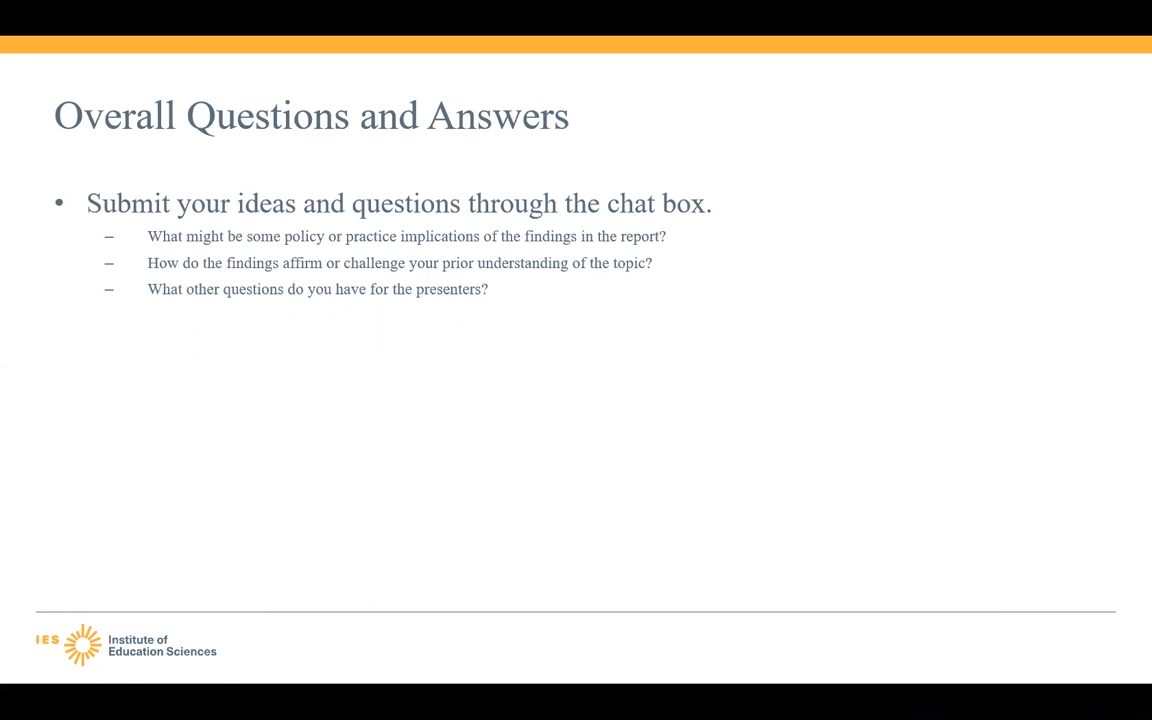 Overall Questions and Answers
• Submit your ideas and questions through the chat box.
– What might be some policy or practice implications of the findings in the report?
– How do the findings affirm or challenge your prior understanding of the topic?
– What other questions do you have for the presenters?
IES Institute of
Education Sciences